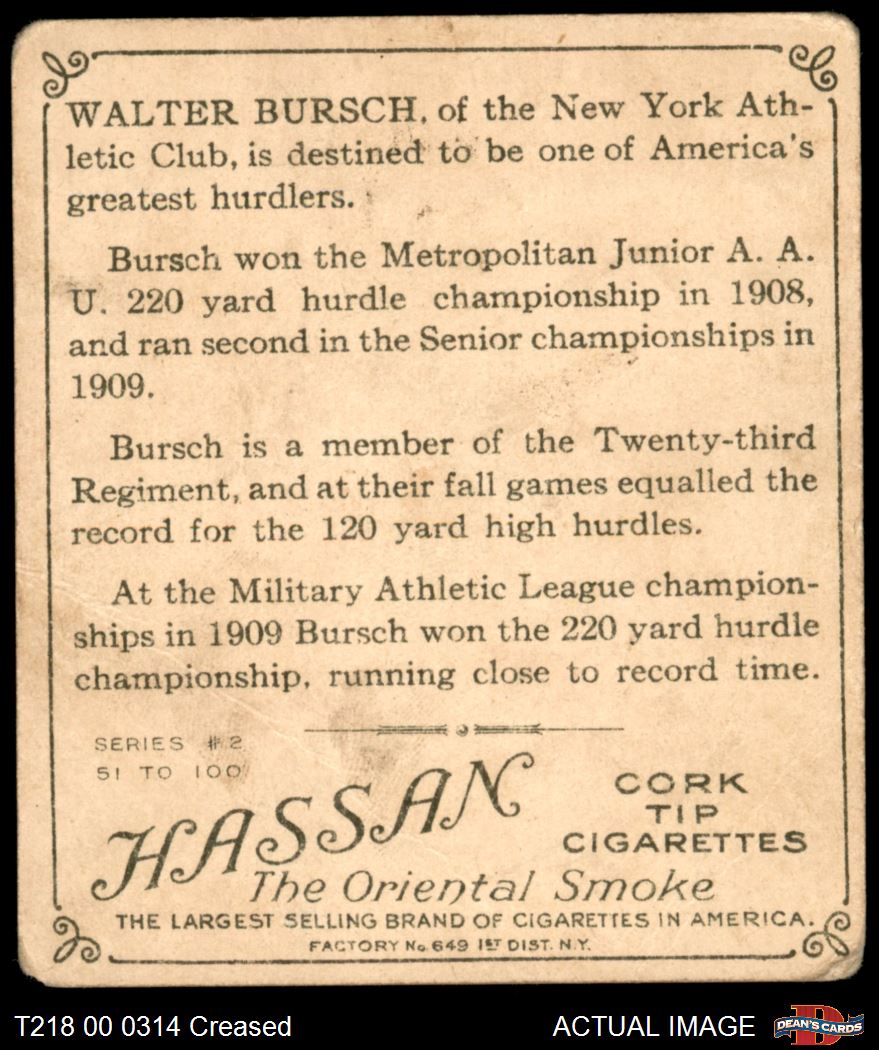 WALTER BURSCH, of the New York Ath-
letic Club, is destined to be one of America's
greatest hurdlers.
Bursch won the Metropolitan Junior A. A.
U. 220 yard hurdle championship in 1908,
and ran second in the Senior championships in
1909.
Bursch is a member of the Twenty-third
Regiment, and at their fall games equalled the
record for the 120 yard high hurdles.
At the Military Athletic League champion-
ships in 1909 Bursch won the 220 yard hurdle
championship, running close to record time.
SERIES #2
51 TO 100
HASSAN
CORK
TIP
CIGARETTES
The Oriental Smoke
THE LARGEST SELLING BRAND OF CIGARETTES IN AMERICA.
FACTORY No. 649 1ST DIST. N.Y.
T218 00 0314 Creased
ACTUAL IMAGE
D
DEAN'S CARDS